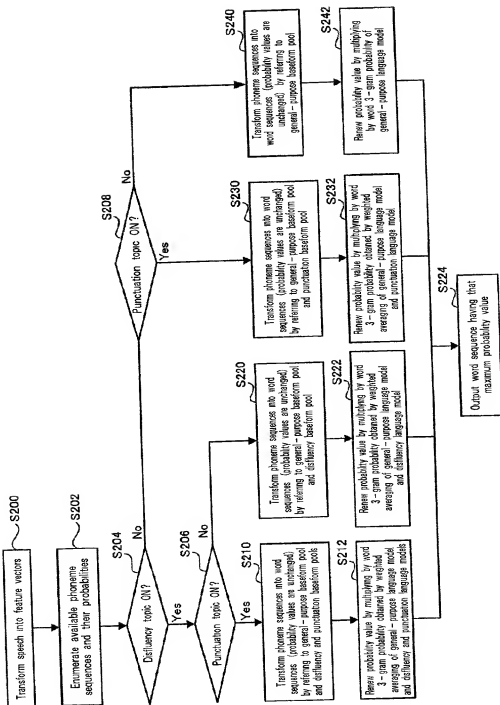 S200
Transform speech into feature vectors
S202
Enumerate available phoneme
sequences and their probabilities
S204
Disfluency topic ON?
No
Yes
S208
Punctuation topic ON?
No
Yes
S206
Punctuation topic ON?
No
Yes
S210
Transform phoneme sequences into word
sequences (probability values are unchanged)
by referring to general-purpose baseform pool
and disfluency and punctuation baseform pools
S220
Transform phoneme sequences into word
sequences (probability values are unchanged)
by referring to general-purpose baseform pool
and disfluency baseform pool
S230
Transform phoneme sequences into word
sequences (probability values are unchanged)
by referring to general-purpose baseform pool
and punctuation baseform pool
S240
Transform phoneme sequences into
word sequences (probability values are
unchanged) by referring to
general-purpose baseform pool
S212
Renew probability value by multiplying by word
3-gram probability obtained by weighted
averaging of general-purpose language model
and disfluency and punctuation language models
S222
Renew probability value by multiplying by word
3-gram probability obtained by weighted
averaging of general-purpose language model
and disfluency language model
S232
Renew probability value by multiplying by word
3-gram probability obtained by weighted
averaging of general-purpose language model
and punctuation language model
S242
Renew probability value by multiplying
by word 3-gram probability of
general-purpose language model
S224
Output word sequence having that
maximum probability value